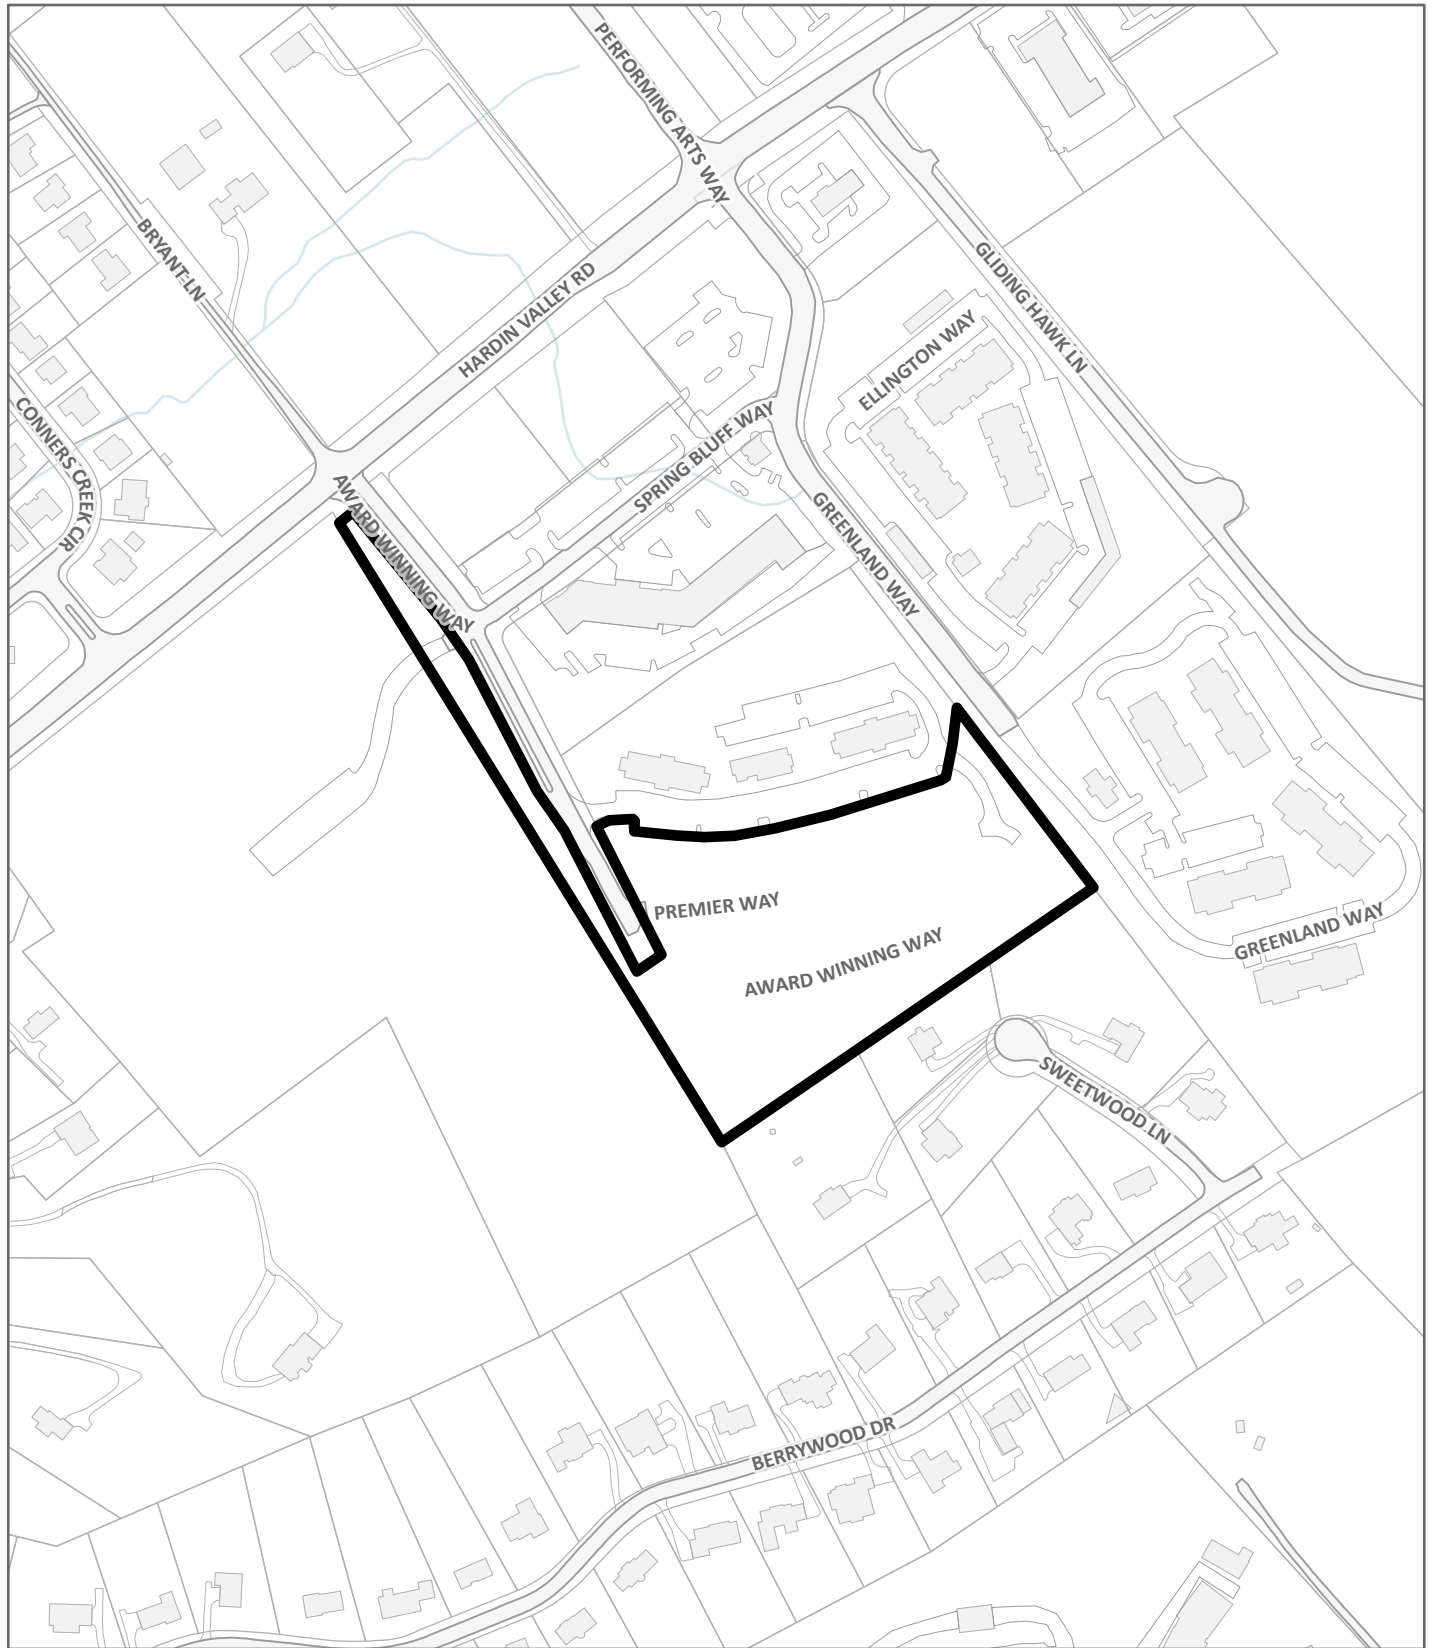 PERFORMING ARTS WAY
BRYANT LN
HARDIN VALLEY RD
GLIDING HAWK LN
ELLINGTON WAY
CONNERS CREEK CIR
SPRING BLUFF WAY
AWARD WINNING WAY
GREENLAND WAY
PREMIER WAY
AWARD WINNING WAY
GREENLAND WAY
SWEETWOOD LN
BERRYWOOD DR